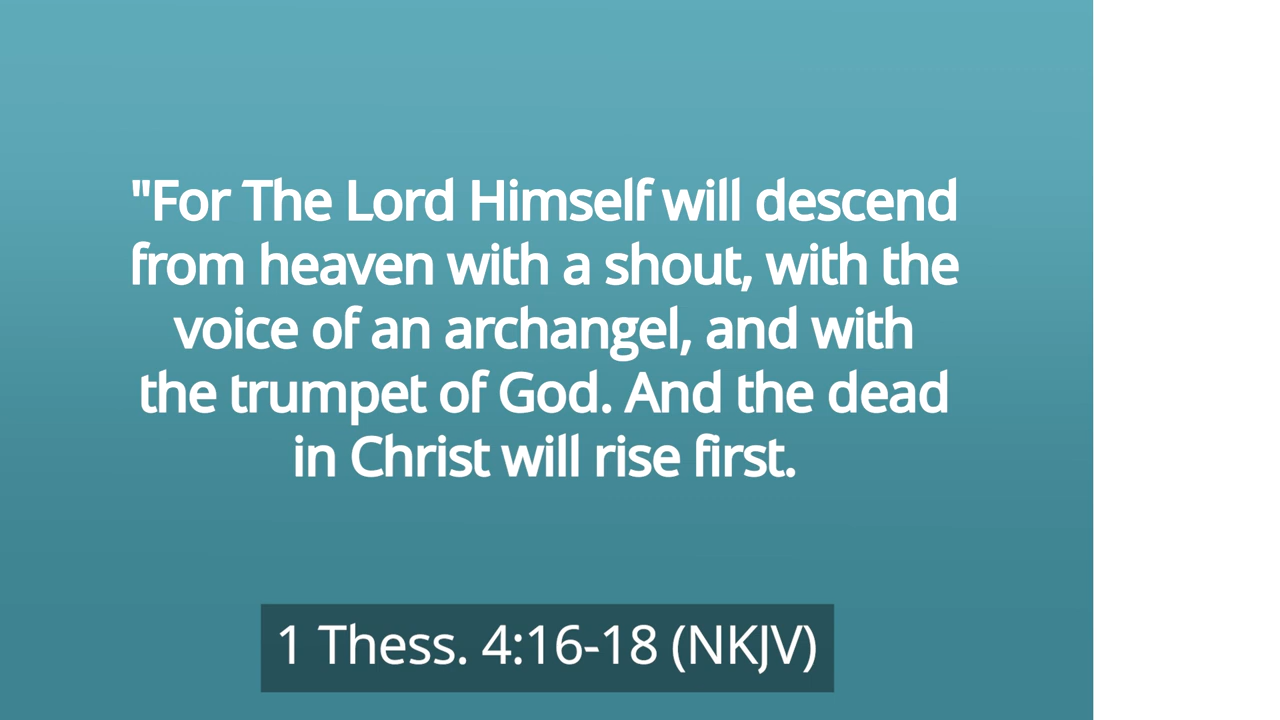 "For The Lord Himself will descend
from heaven with a shout, with the
voice of an archangel, and with
the trumpet of God. And the dead
in Christ will rise first.
1 Thess. 4:16-18 (NKJV)